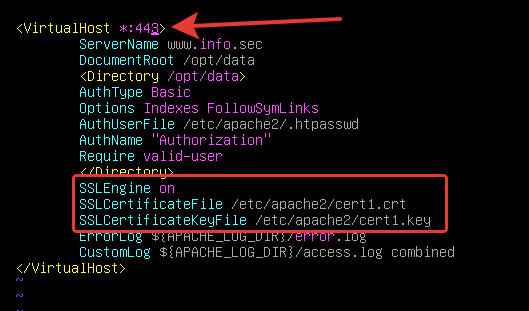 <VirtualHost *:443>
ServerName www.info.sec
DocumentRoot /opt/data
<Directory /opt/data>
AuthType Basic
Options Indexes FollowSymLinks
AuthUserFile /etc/apache2/.htpasswd
AuthName "Authorization"
Require valid-user
</Directory>
SSLEngine on
SSLCertificateFile /etc/apache2/cert1.crt
SSLCertificateKeyFile /etc/apache2/cert1.key
ErrorLog ${APACHE_LOG_DIR}/error.log
CustomLog ${APACHE_LOG_DIR}/access.log combined
</VirtualHost>
~
~
~